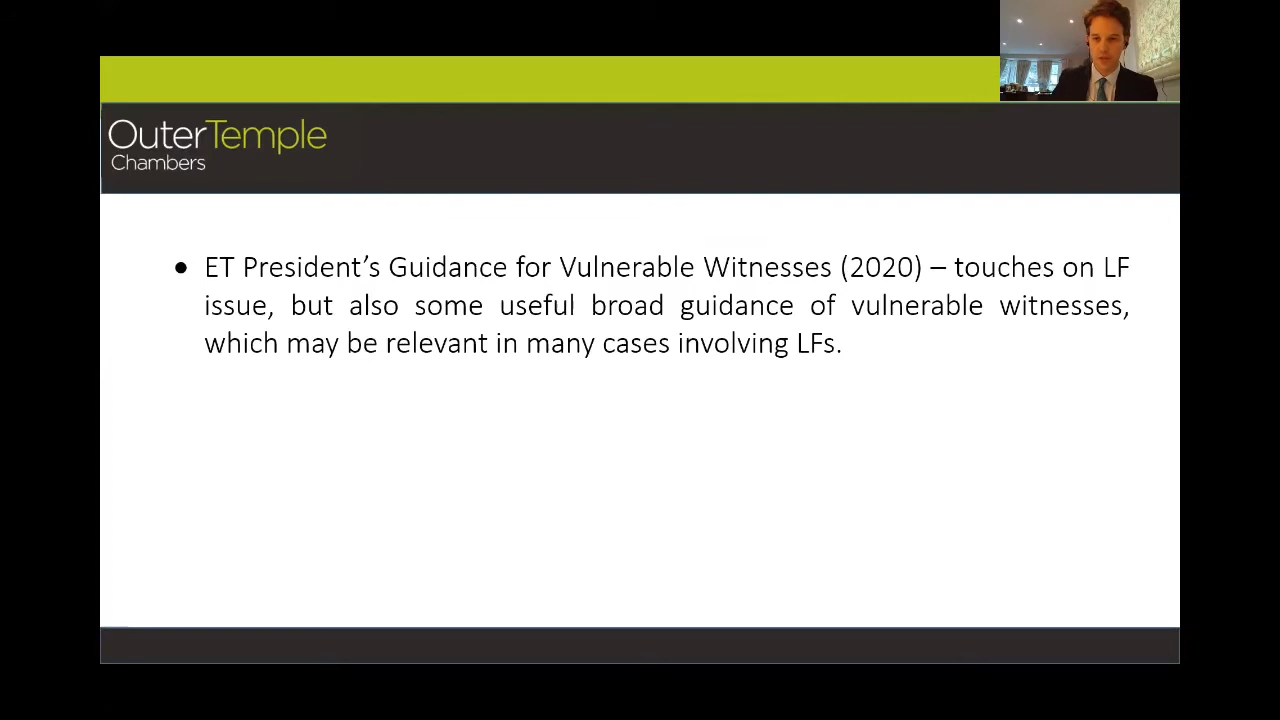 OuterTemple
Chambers
• ET President’s Guidance for Vulnerable Witnesses (2020) – touches on LF
issue, but also some useful broad guidance of vulnerable witnesses,
which may be relevant in many cases involving LFs.